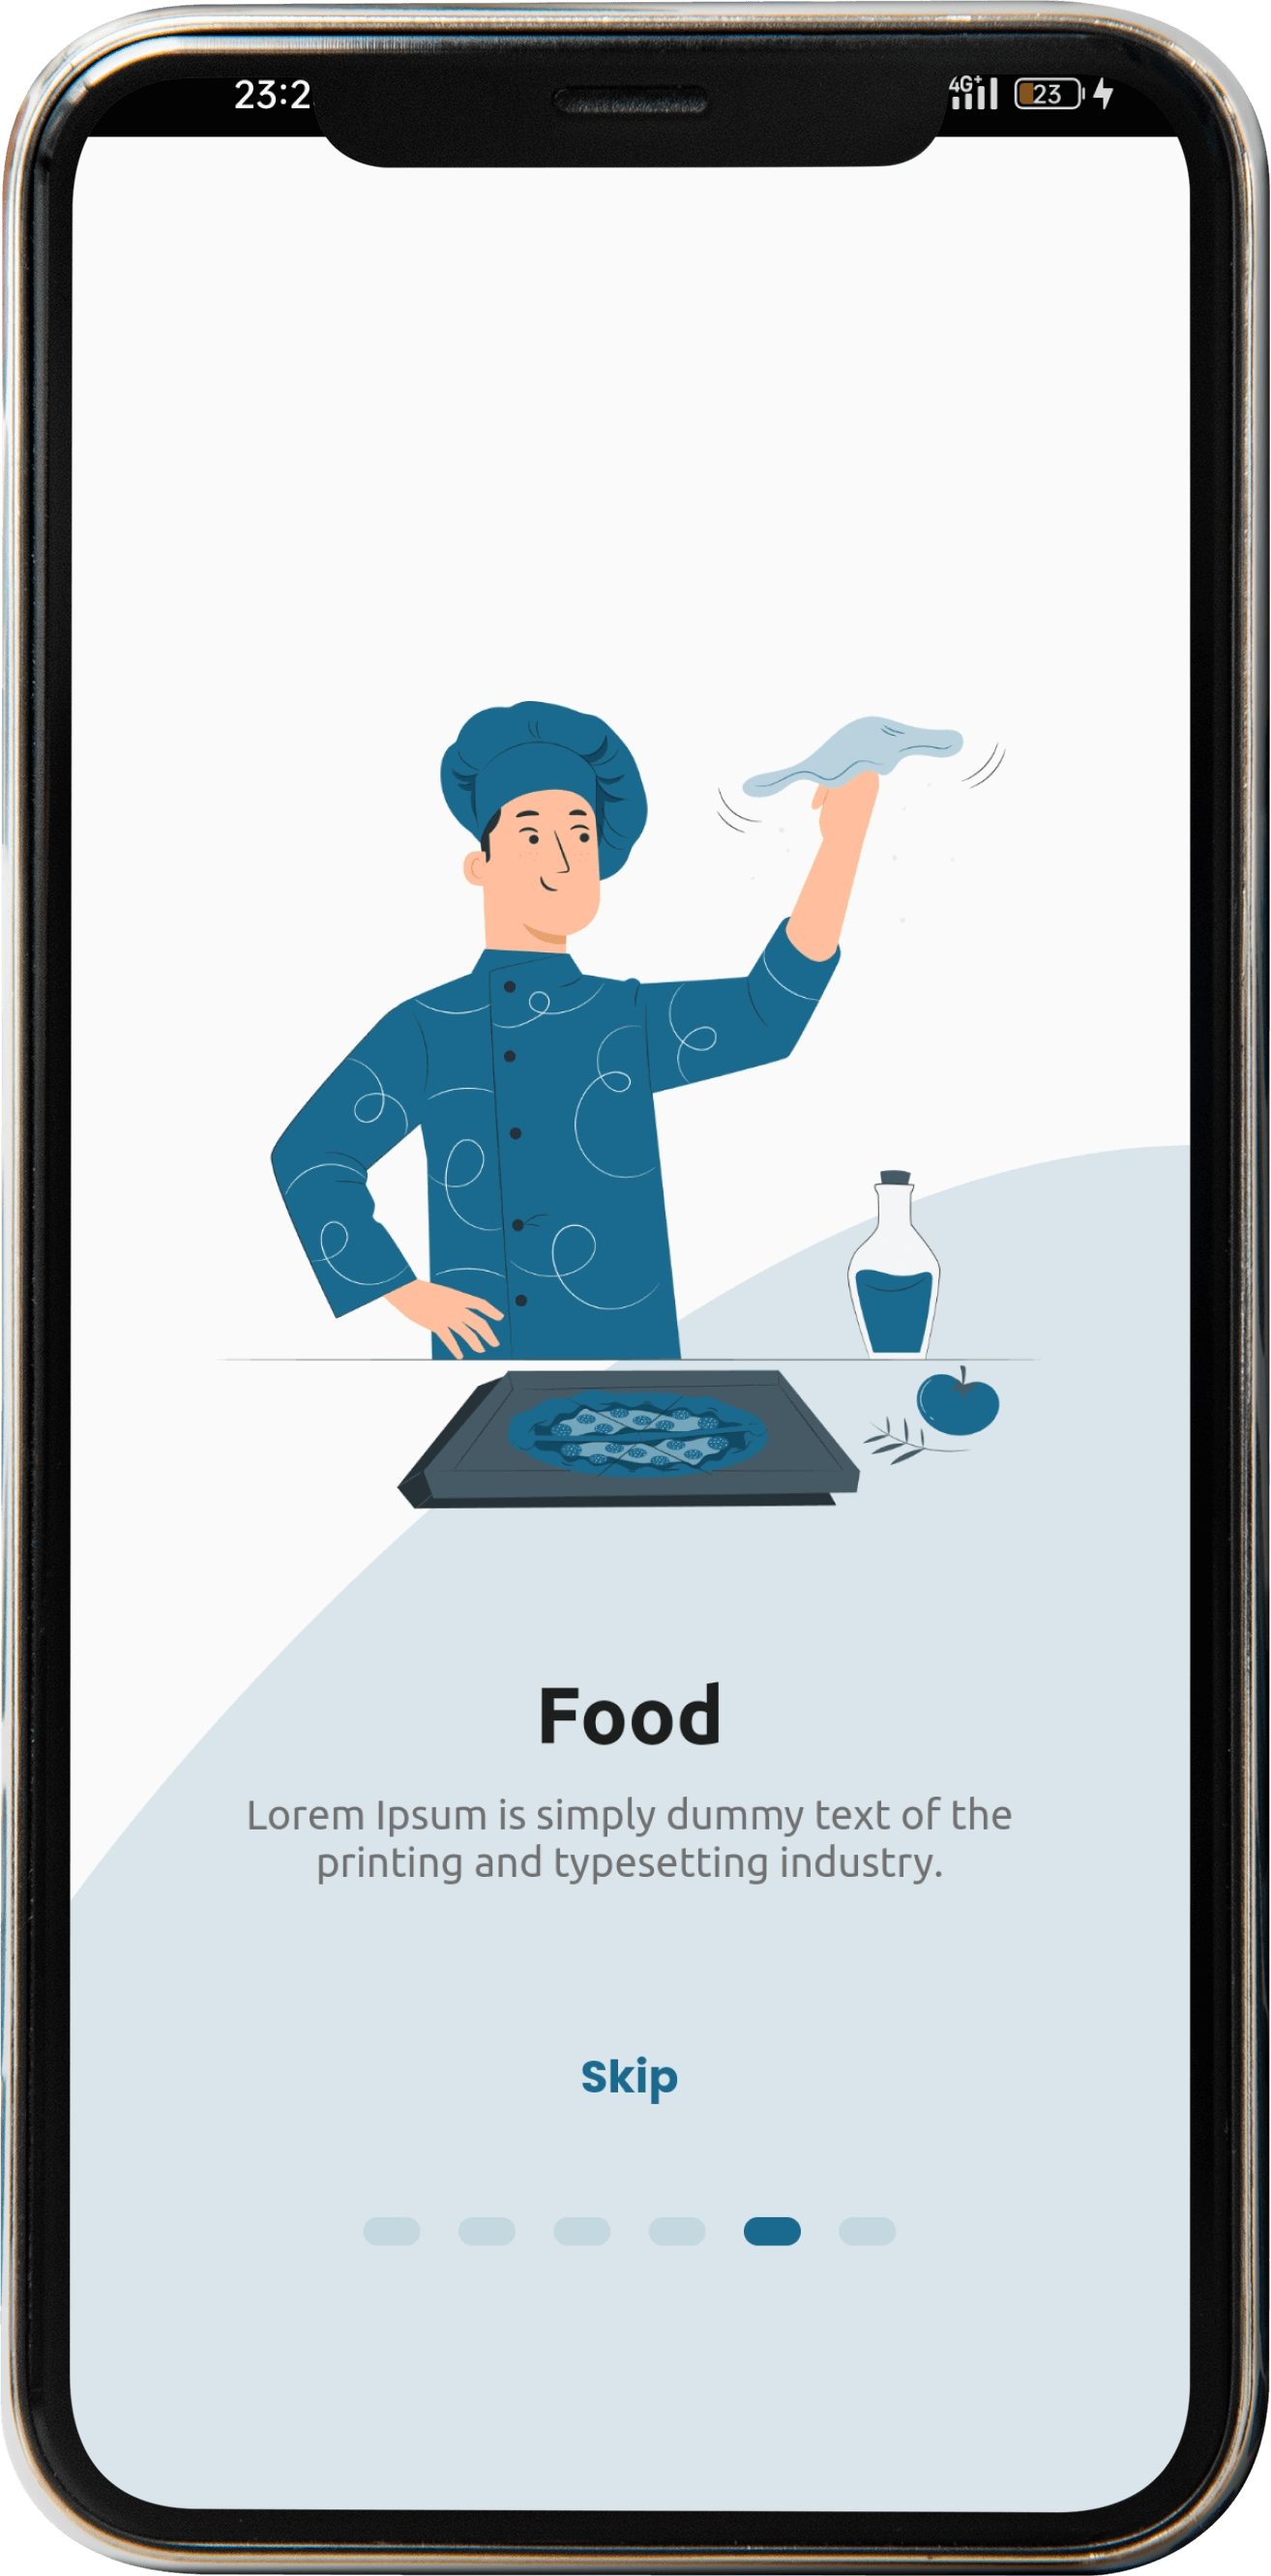 23:2
4G+ 23
Food
Lorem Ipsum is simply dummy text of the
printing and typesetting industry.
Skip